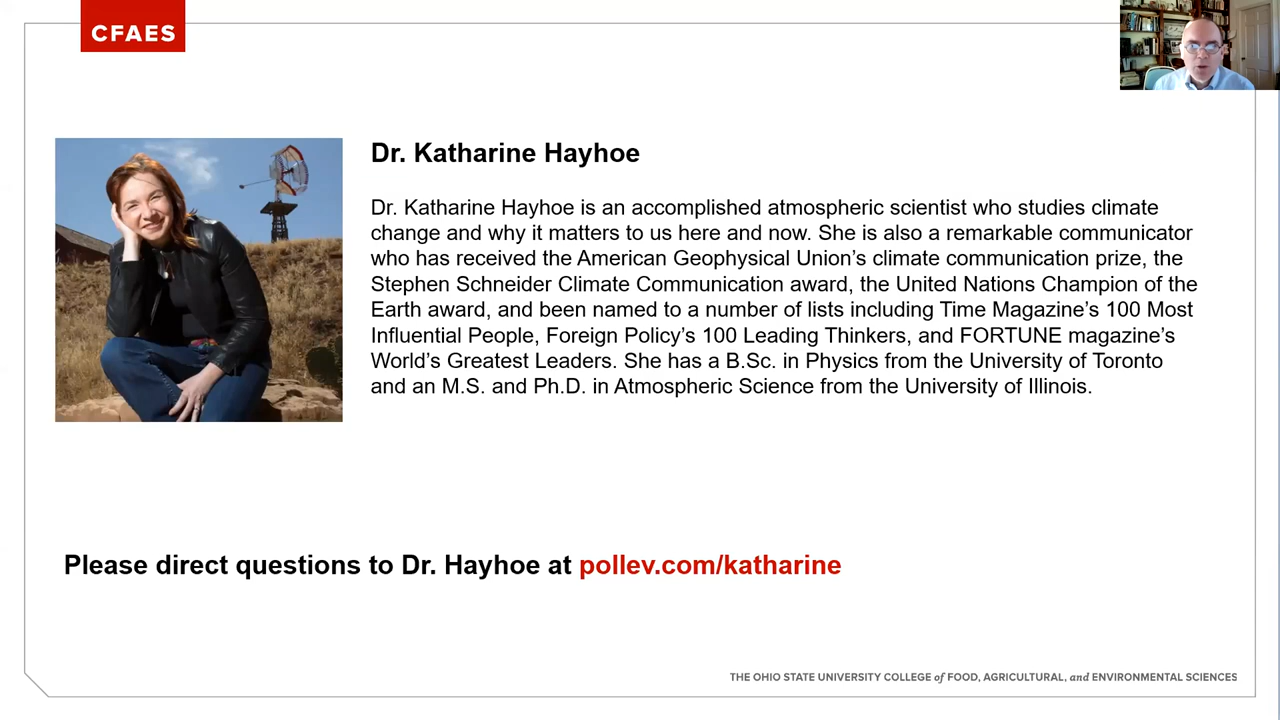 CFAES
Dr. Katharine Hayhoe
Dr. Katharine Hayhoe is an accomplished atmospheric scientist who studies climate
change and why it matters to us here and now. She is also a remarkable communicator
who has received the American Geophysical Union’s climate communication prize, the
Stephen Schneider Climate Communication award, the United Nations Champion of the
Earth award, and been named to a number of lists including Time Magazine’s 100 Most
Influential People, Foreign Policy’s 100 Leading Thinkers, and FORTUNE magazine’s
World’s Greatest Leaders. She has a B.Sc. in Physics from the University of Toronto
and an M.S. and Ph.D. in Atmospheric Science from the University of Illinois.
Please direct questions to Dr. Hayhoe at pollev.com/katharine
THE OHIO STATE UNIVERSITY COLLEGE of FOOD, AGRICULTURAL, and ENVIRONMENTAL SCIENCES